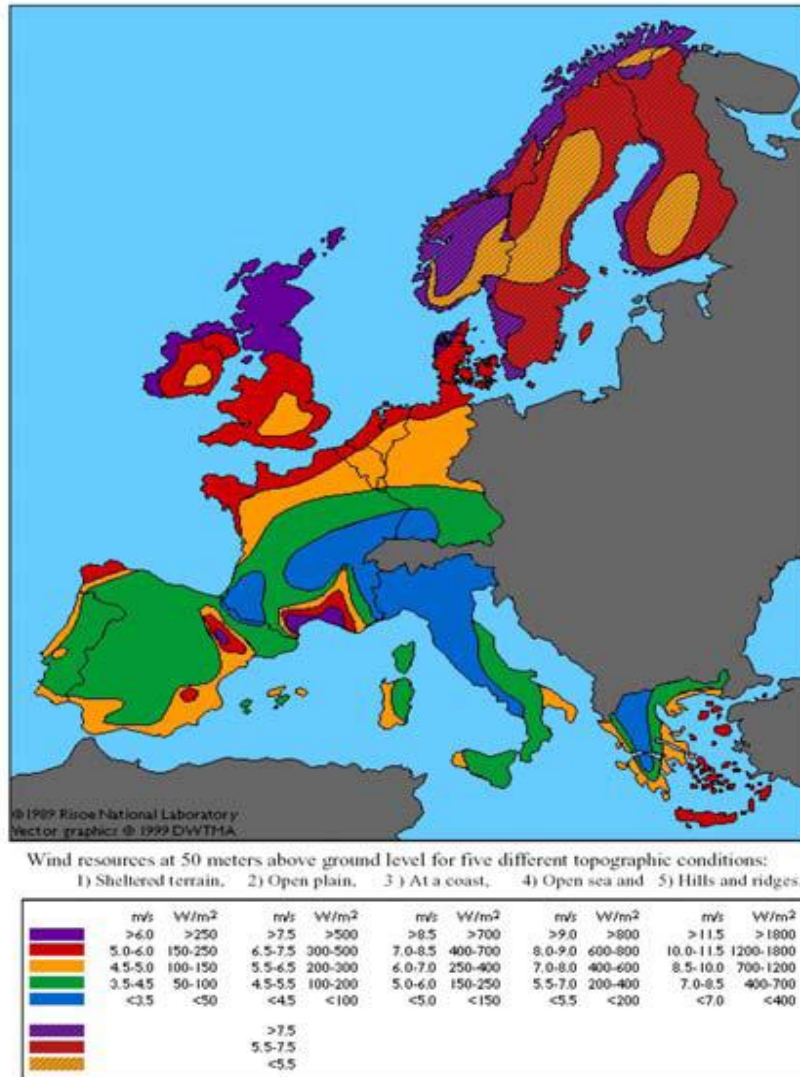 ©1989 Risoe National Laboratory
Vector graphics © 1999 DWTMA
Wind resources at 50 meters above ground level for five different topographic conditions:
1) Sheltered terrain, 2) Open plain, 3 ) At a coast, 4) Open sea and 5) Hills and ridges
m/s W/m² m/s W/m² m/s W/m² m/s W/m² m/s W/m²
>6.0 >250 >7.5 >500 >8.5 >700 >9.0 >800 >11.5 >1800
5.0-6.0 150-250 6.5-7.5 300-500 7.0-8.5 400-700 8.0-9.0 600-800 10.0-11.5 1200-1800
4.5-5.0 100-150 5.5-6.5 200-300 6.0-7.0 250-400 7.0-8.0 400-600 8.5-10.0 700-1200
3.5-4.5 50-100 4.5-5.5 100-200 5.0-6.0 150-250 5.5-7.0 200-400 7.0-8.5 400-700
<3.5 <50 <4.5 <100 <5.0 <150 <5.5 <200 <7.0 <400
>7.5
5.5-7.5
<5.5